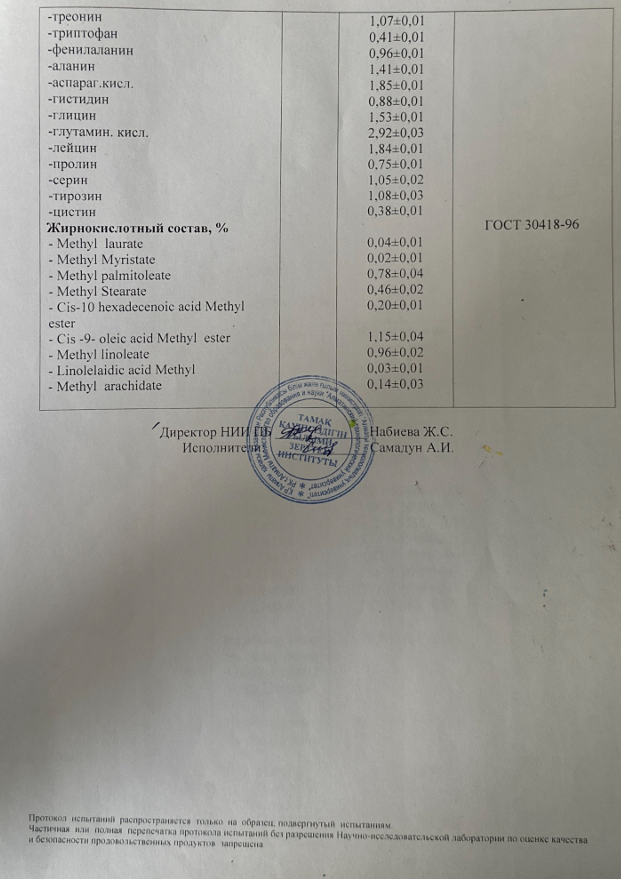 -треонин 1,07±0,01
-триптофан 0,41±0,01
-фенилаланин 0,96±0,01
-аланин 1,41±0,01
-аспараг.кисл. 1,85±0,01
-гистидин 0,88±0,01
-глицин 1,53±0,01
-глутамин. кисл. 2,92±0,03
-лейцин 1,84±0,01
-пролин 0,75±0,01
-серин 1,05±0,02
-тирозин 1,08±0,03
-цистин 0,38±0,01
Жирнокислотный состав, % ГОСТ 30418-96
- Methyl laurate 0,04±0,01
- Methyl Myristate 0,02±0,01
- Methyl palmitoleate 0,78±0,04
- Methyl Stearate 0,46±0,02
- Cis-10 hexadecenoic acid Methyl 0,20±0,01
ester
- Cis -9- oleic acid Methyl ester 1,15±0,04
- Methyl linoleate 0,96±0,02
- Linolelaidic acid Methyl 0,03±0,01
- Methyl arachidate 0,14±0,03
Директор НИИ ПБ Набиева Ж.С.
Исполнитель: Самадун А.И.
ТАМАҚ
ҚАУІПСІЗДІГІ
ҒЫЛЫМИ
ИНСТИТУТЫ
Протокол испытаний распространяется только на образец, подвергнутый испытаниям.
Частичная или полная перепечатка протокола испытаний без разрешения Научно-исследовательской лаборатории по оценке качества
и безопасности продовольственных продуктов запрещена